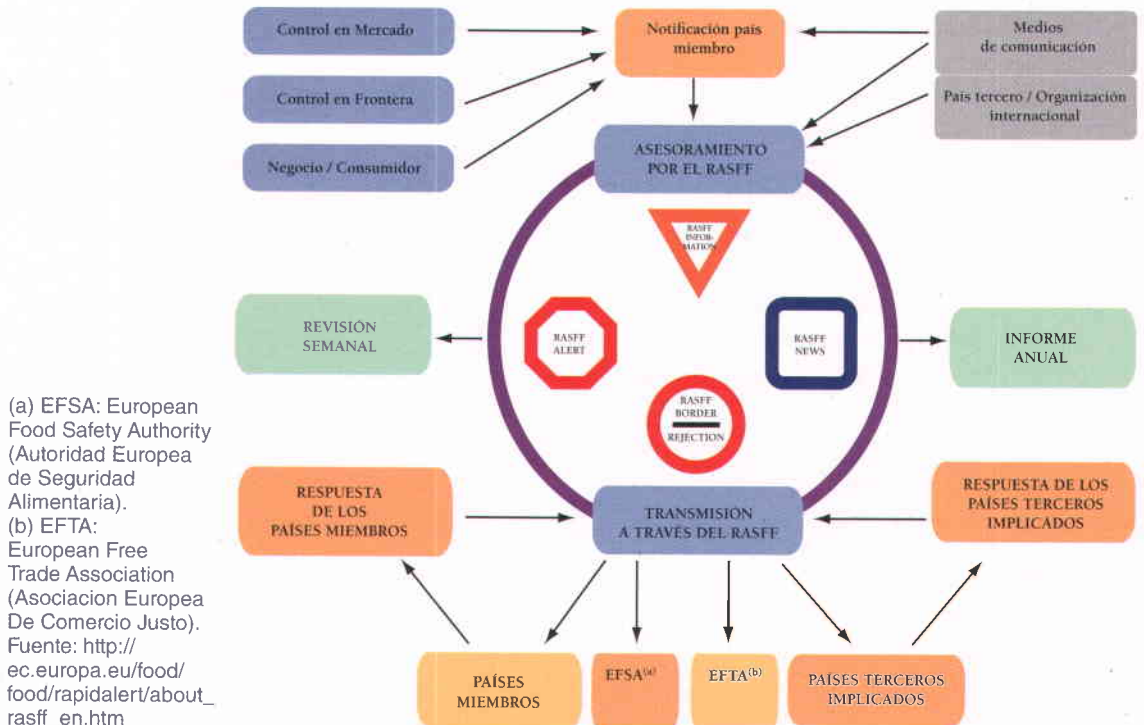 Control en Mercado
Notificación país
miembro
Medios
de comunicación
Control en Frontera
País tercero / Organización
internacional
Negocio / Consumidor
ASESORAMIENTO
POR EL RASFF
RASFF
INFOR-
MATION
REVISIÓN
SEMANAL
RASFF
ALERT
RASFF
NEWS
INFORME
ANUAL
RASFF
BORDER
REJECTION
(a) EFSA: European
Food Safety Authority
(Autoridad Europea
de Seguridad
Alimentaria).
(b) EFTA:
European Free
Trade Association
(Asociacion Europea
De Comercio Justo).
Fuente: http://
ec.europa.eu/food/
food/rapidalert/about_
rasff_en.htm
RESPUESTA
DE LOS
PAÍSES MIEMBROS
TRANSMISIÓN
A TRAVÉS DEL RASFF
RESPUESTA DE LOS
PAÍSES TERCEROS
IMPLICADOS
PAÍSES
MIEMBROS
EFSA(a)
EFTA(b)
PAÍSES TERCEROS
IMPLICADOS